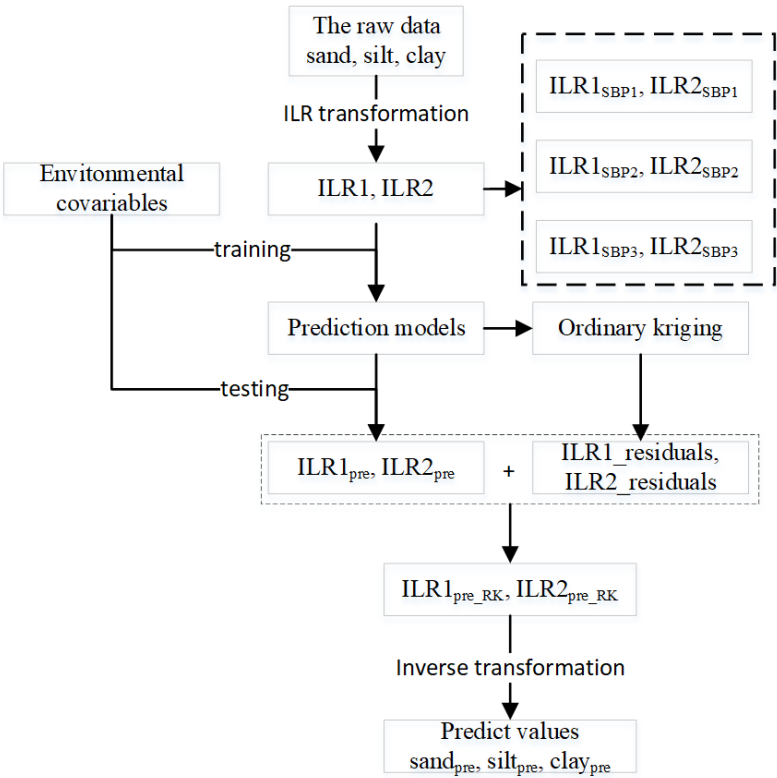 The raw data
sand, silt, clay
ILR1SBP1, ILR2SBP1
ILR transformation
Envitonmental
covariables
ILR1, ILR2
ILR1SBP2, ILR2SBP2
training
ILR1SBP3, ILR2SBP3
Prediction models
Ordinary kriging
testing
ILR1pre, ILR2pre
+
ILR1_residuals,
ILR2_residuals
ILR1pre_RK, ILR2pre_RK
Inverse transformation
Predict values
sandpre, siltpre, claypre